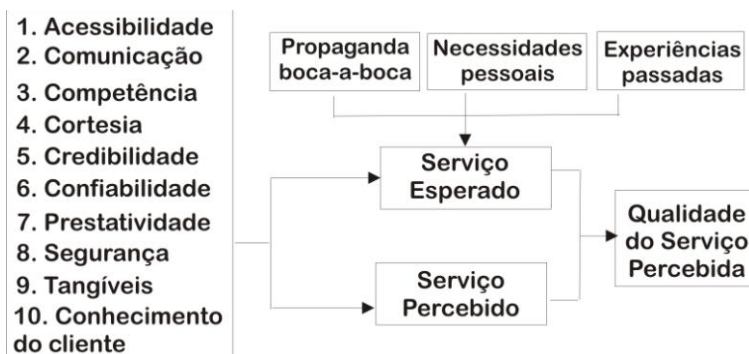 1. Acessibilidade
2. Comunicação
3. Competência
4. Cortesia
5. Credibilidade
6. Confiabilidade
7. Prestatividade
8. Segurança
9. Tangíveis
10. Conhecimento
do cliente
Propaganda
boca-a-boca
Necessidades
pessoais
Experiências
passadas
Serviço
Esperado
Serviço
Percebido
Qualidade
do Serviço
Percebida